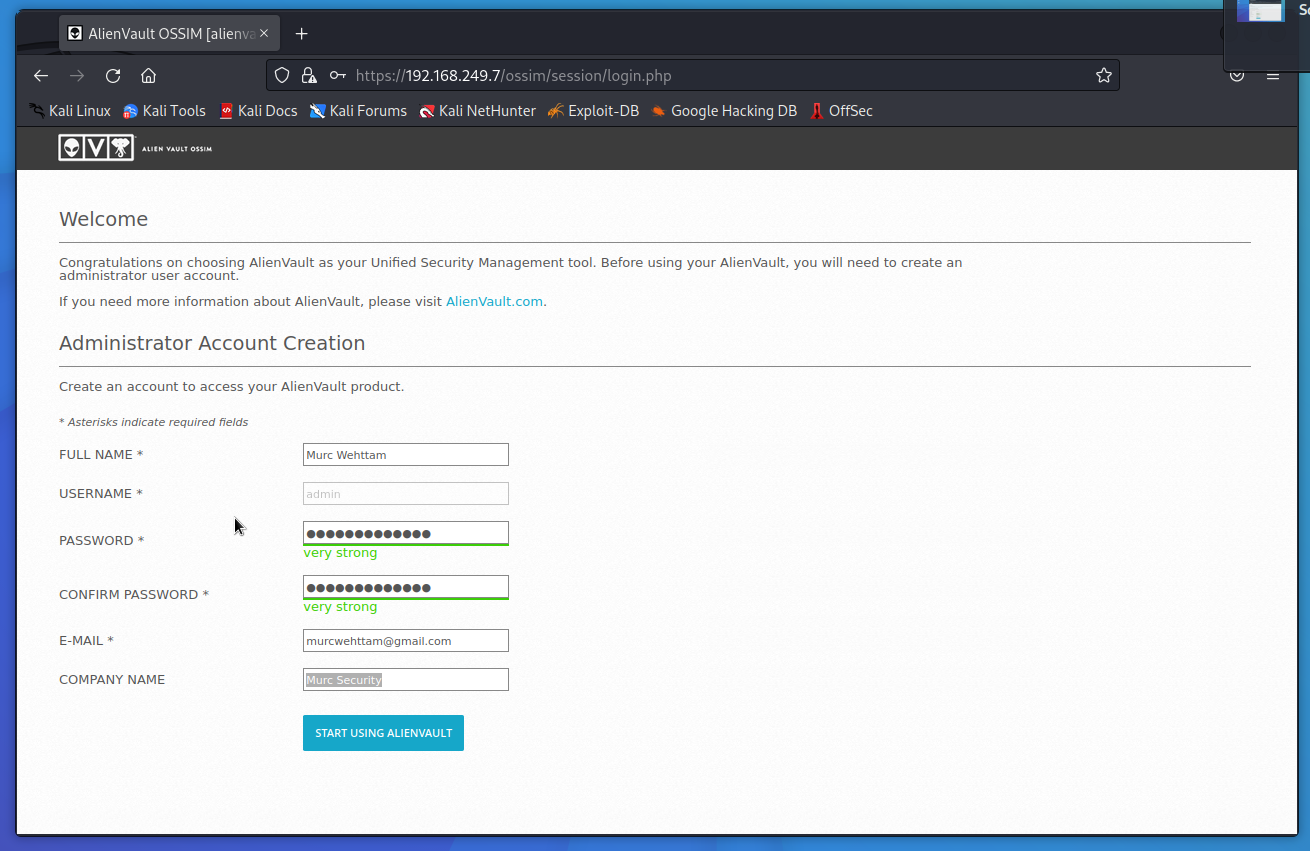 So
AlienVault OSSIM [alienva
https://192.168.249.7/ossim/session/login.php
Kali Linux Kali Tools Kali Docs Kali Forums Kali NetHunter Exploit-DB Google Hacking DB OffSec
V ALIEN VAULT OSSIM
Welcome
Congratulations on choosing AlienVault as your Unified Security Management tool. Before using your AlienVault, you will need to create an
administrator user account.
If you need more information about AlienVault, please visit AlienVault.com.
Administrator Account Creation
Create an account to access your AlienVault product.
* Asterisks indicate required fields
FULL NAME * Murc Wehttam
USERNAME * admin
PASSWORD * ●●●●●●●●●●●●●
very strong
CONFIRM PASSWORD * ●●●●●●●●●●●●●
very strong
E-MAIL * murcwehttam@gmail.com
COMPANY NAME Murc Security
START USING ALIENVAULT